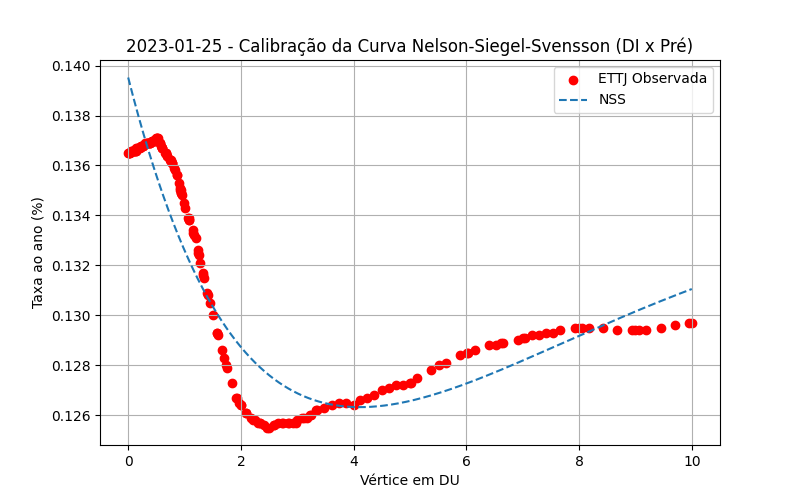 2023-01-25 - Calibração da Curva Nelson-Siegel-Svensson (DI x Pré)
ETTJ Observada
NSS
Taxa ao ano (%)
0.140
0.138
0.136
0.134
0.132
0.130
0.128
0.126
0 2 4 6 8 10
Vértice em DU